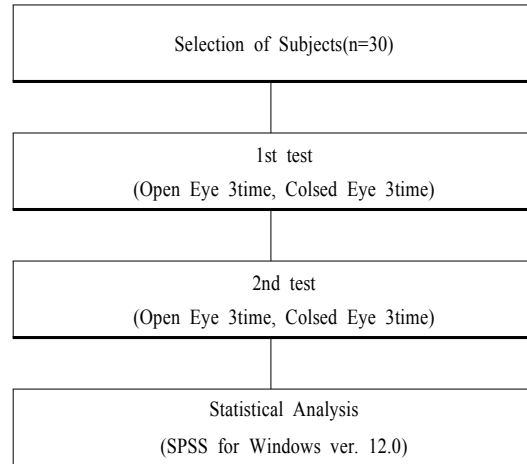 Selection of Subjects(n=30)
1st test
(Open Eye 3time, Colsed Eye 3time)
2nd test
(Open Eye 3time, Colsed Eye 3time)
Statistical Analysis
(SPSS for Windows ver. 12.0)